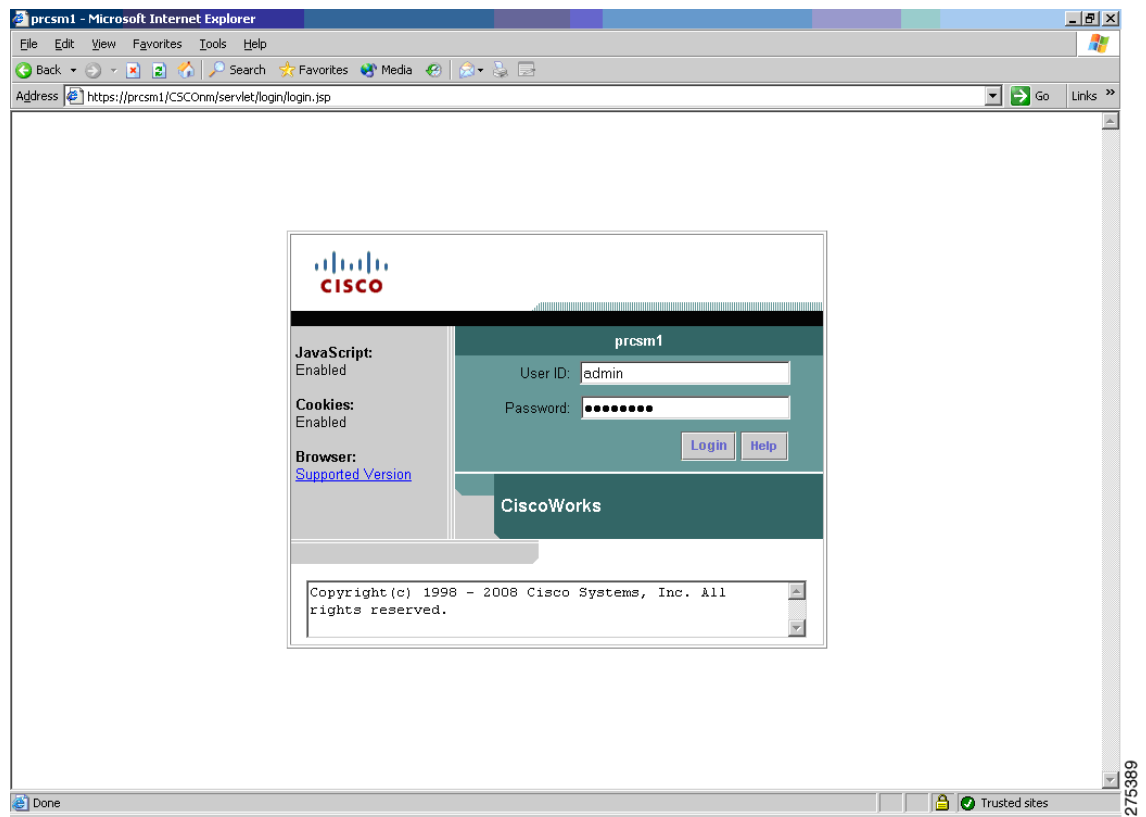 prcsm1 - Microsoft Internet Explorer
File Edit View Favorites Tools Help
Back Search Favorites Media
Address https://prcsm1/CSCOnm/servlet/login/login.jsp Go Links »
CISCO
prcsm1
JavaScript:
Enabled
User ID: admin
Cookies:
Enabled
Password: ●●●●●●●●
Login Help
Browser:
Supported Version
CiscoWorks
Copyright(c) 1998 - 2008 Cisco Systems, Inc. All
rights reserved.
Done Trusted sites
275389